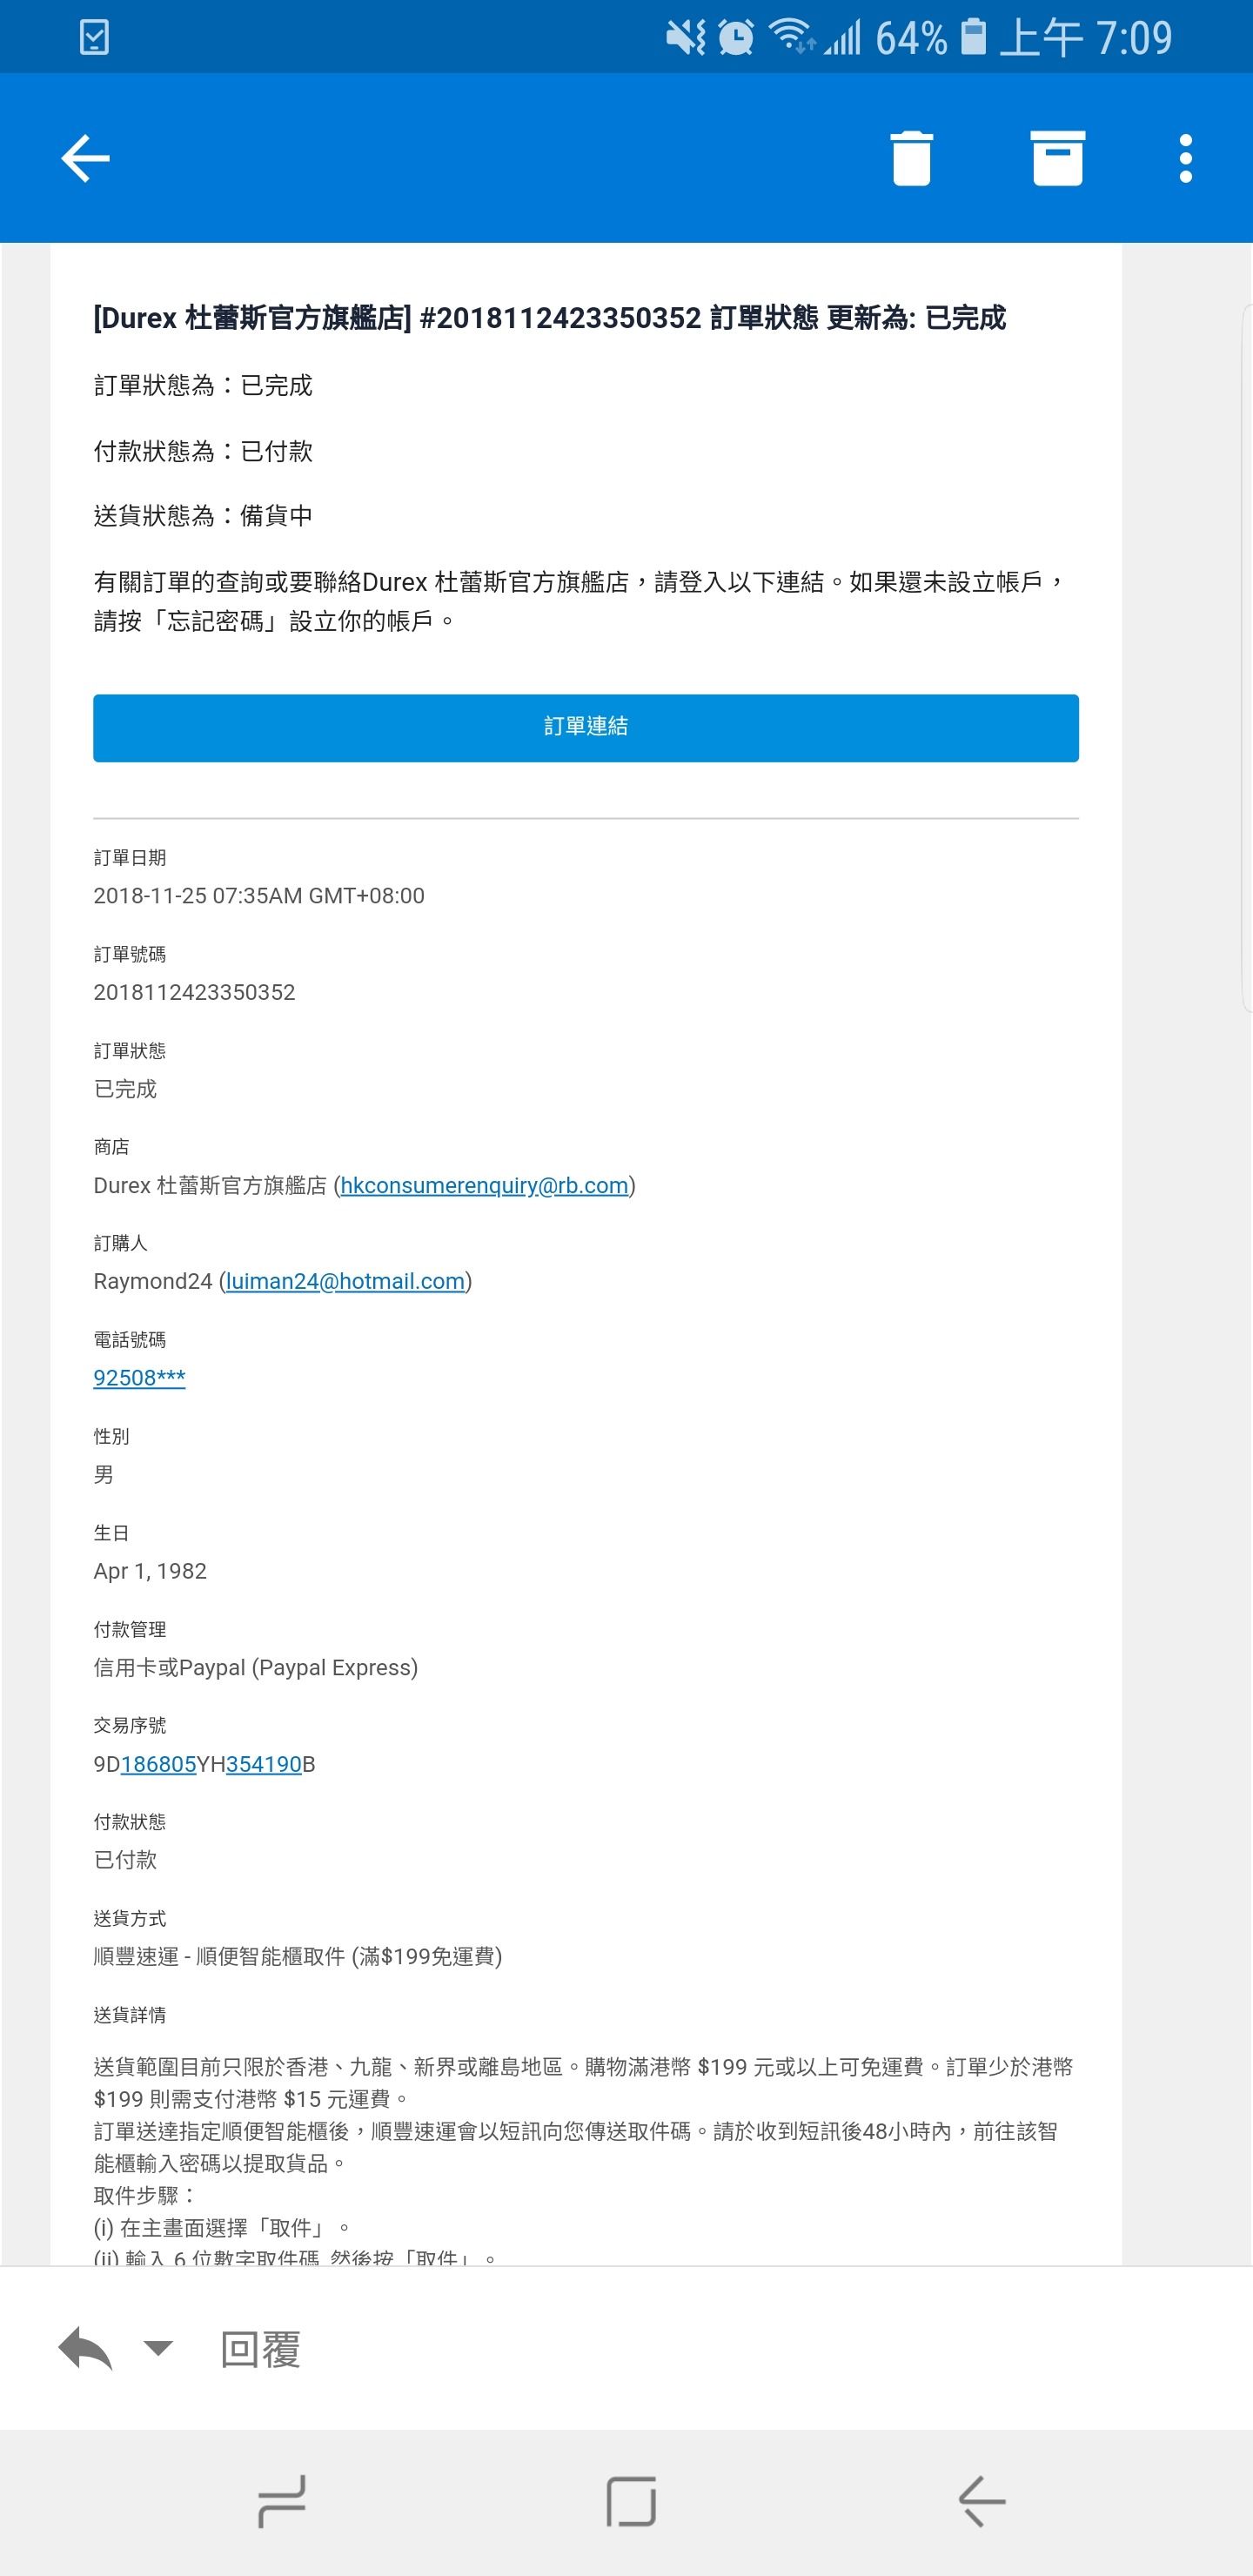 64% 上午 7:09
[Durex 杜蕾斯官方旗艦店] #2018112423350352 訂單狀態 更新為: 已完成
訂單狀態為：已完成
付款狀態為：已付款
送貨狀態為：備貨中
有關訂單的查詢或要聯絡Durex 杜蕾斯官方旗艦店，請登入以下連結。如果還未設立帳戶，
請按「忘記密碼」設立你的帳戶。
訂單連結
訂單日期
2018-11-25 07:35AM GMT+08:00
訂單號碼
2018112423350352
訂單狀態
已完成
商店
Durex 杜蕾斯官方旗艦店 (hkconsumerenquiry@rb.com)
訂購人
Raymond24 (luiman24@hotmail.com)
電話號碼
92508***
性別
男
生日
Apr 1, 1982
付款管理
信用卡或Paypal (Paypal Express)
交易序號
9D186805YH354190B
付款狀態
已付款
送貨方式
順豐速運 - 順便智能櫃取件 (滿$199免運費)
送貨詳情
送貨範圍目前只限於香港、九龍、新界或離島地區。購物滿港幣 $199 元或以上可免運費。訂單少於港幣
$199 則需支付港幣 $15 元運費。
訂單送達指定順便智能櫃後，順豐速運會以短訊向您傳送取件碼。請於收到短訊後48小時內，前往該智
能櫃輸入密碼以提取貨品。
取件步驟：
(i) 在主畫面選擇「取件」。
(ii) 輸入 6 位數字取件碼, 然後按「取件」。
回覆